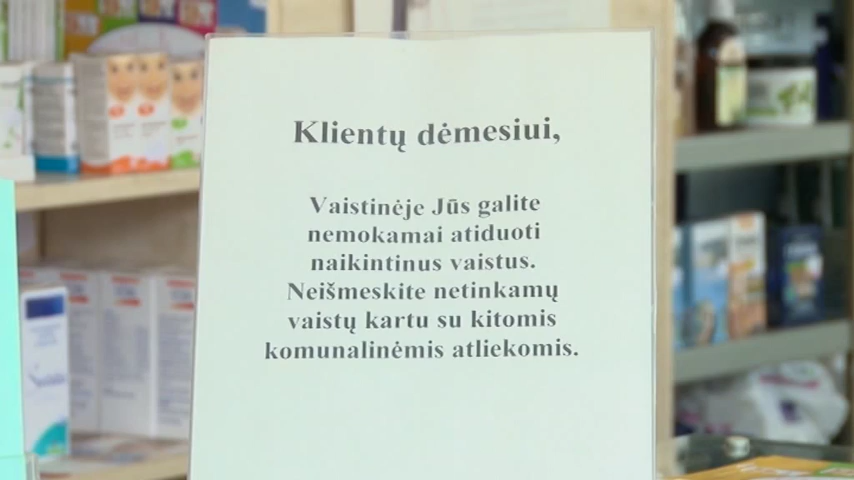 Klientų dėmesiui,
Vaistinėje Jūs galite
nemokamai atiduoti
naikintinus vaistus.
Neišmeskite netinkamų
vaistų kartu su kitomis
komunalinėmis atliekomis.